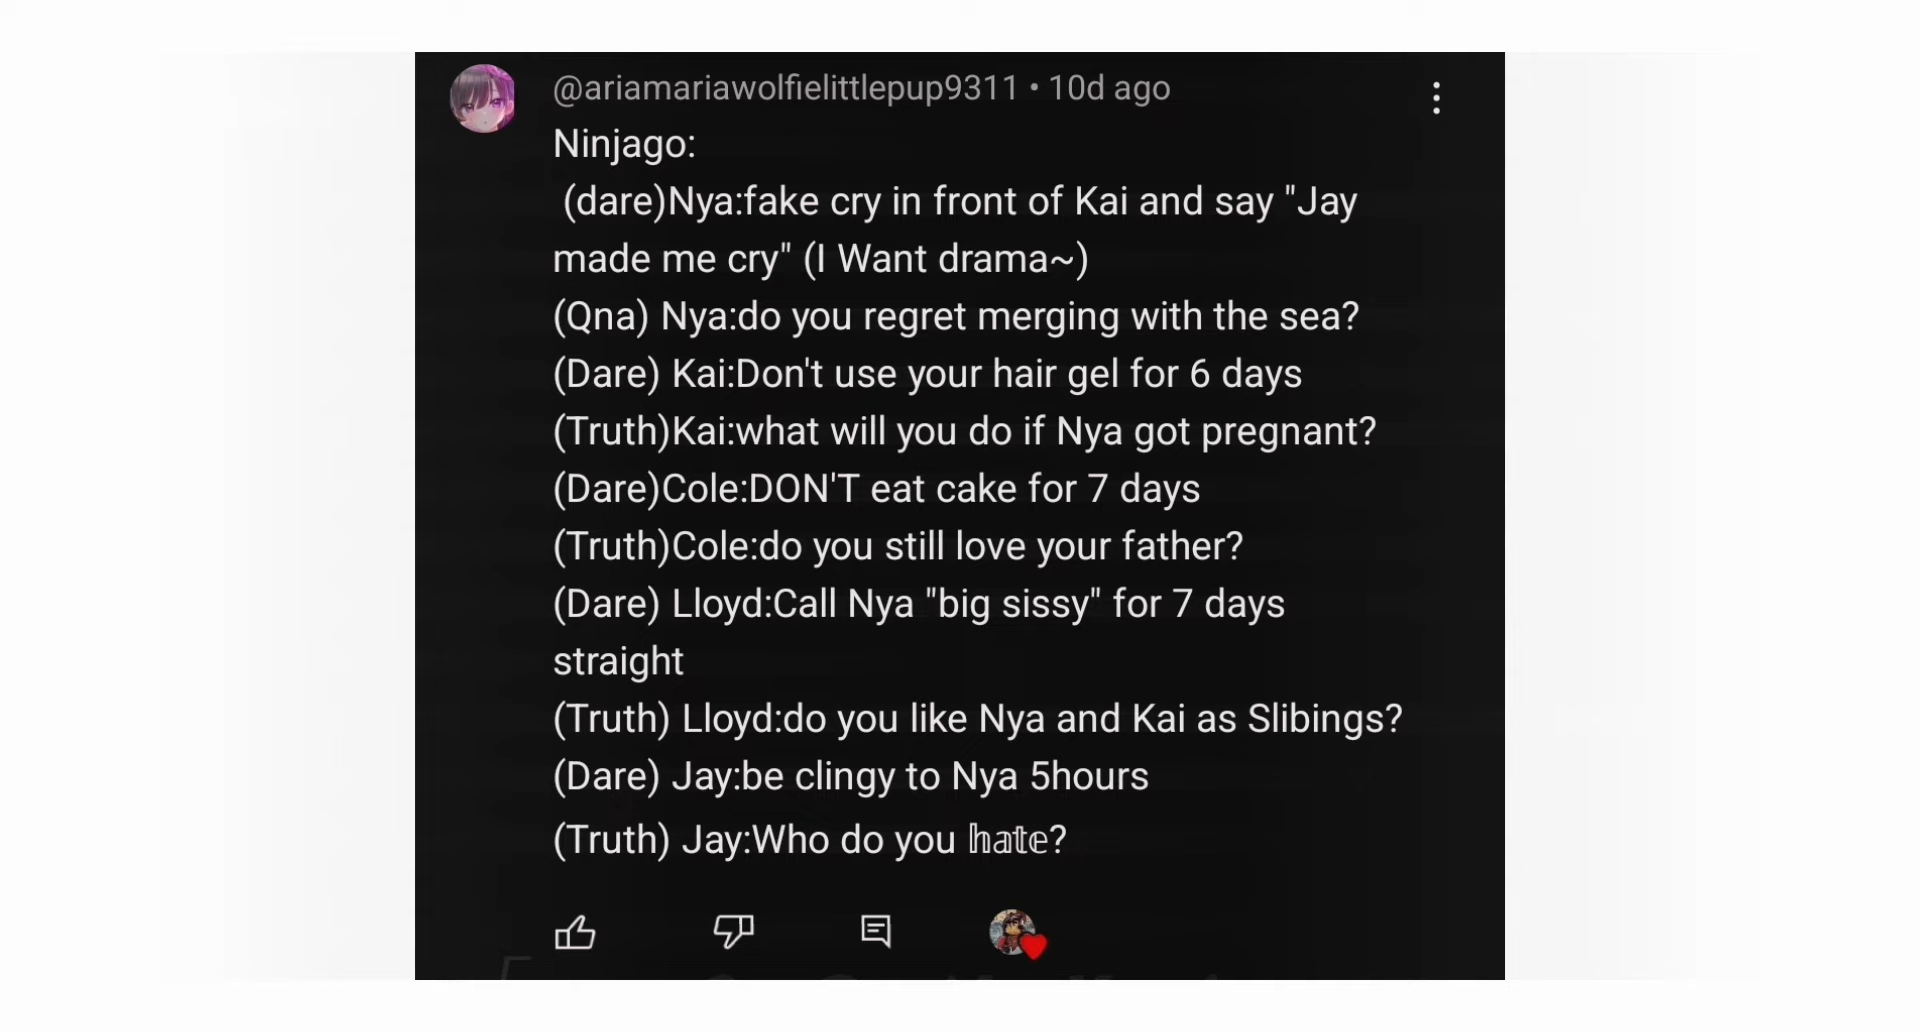 @ariamariawolfielittlepup9311 • 10d ago
Ninjago:
(dare)Nya:fake cry in front of Kai and say "Jay
made me cry" (I Want drama~)
(Qna) Nya:do you regret merging with the sea?
(Dare) Kai:Don't use your hair gel for 6 days
(Truth)Kai:what will you do if Nya got pregnant?
(Dare)Cole:DON'T eat cake for 7 days
(Truth)Cole:do you still love your father?
(Dare) Lloyd:Call Nya "big sissy" for 7 days
straight
(Truth) Lloyd:do you like Nya and Kai as Slibings?
(Dare) Jay:be clingy to Nya 5hours
(Truth) Jay:Who do you 𝕙𝕒𝕥𝕖?